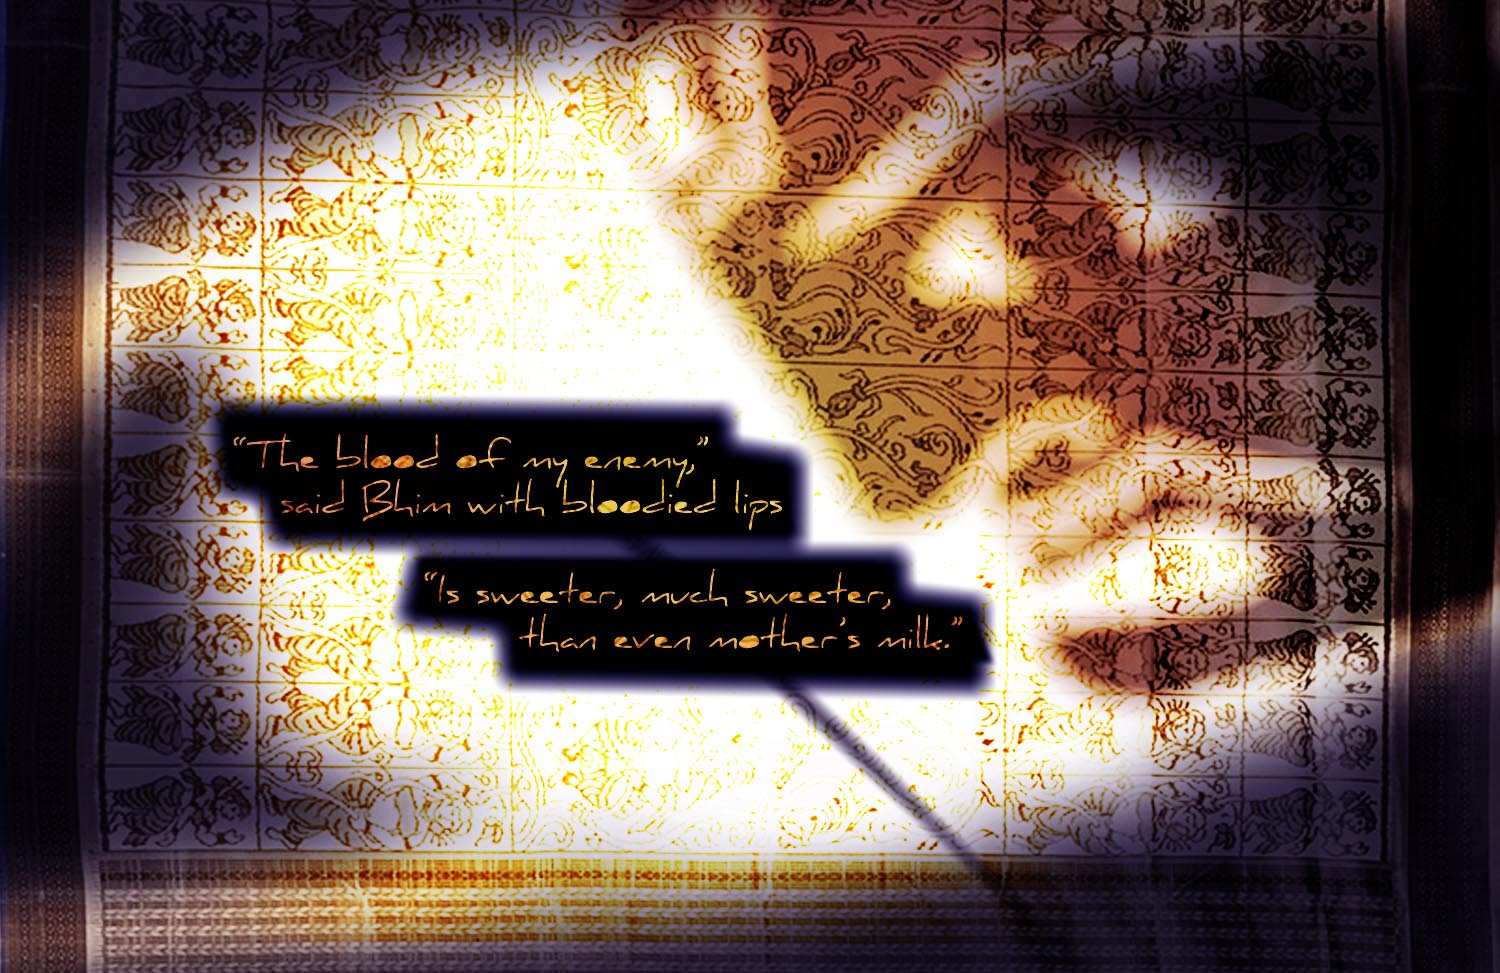 “The blood of my enemy,”
said Bhim with bloodied lips
“Is sweeter, much sweeter,
than even mother’s milk.”